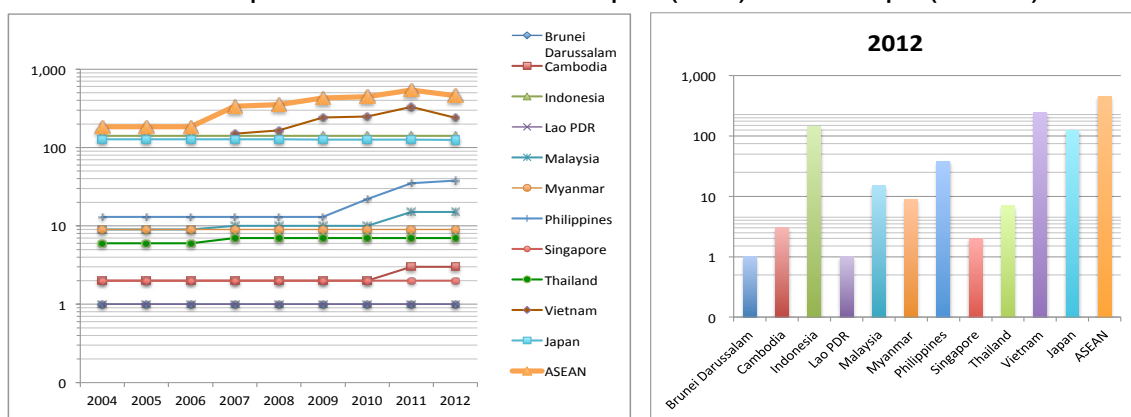 Brunei
Darussalam
Cambodia
Indonesia
Lao PDR
Malaysia
Myanmar
Philippines
Singapore
Thailand
Vietnam
Japan
ASEAN
1,000
100
10
1
0
2004 2005 2006 2007 2008 2009 2010 2011 2012
2012
1,000
100
10
1
0
Brunei Darussalam
Cambodia
Indonesia
Lao PDR
Malaysia
Myanmar
Philippines
Singapore
Thailand
Vietnam
Japan
ASEAN